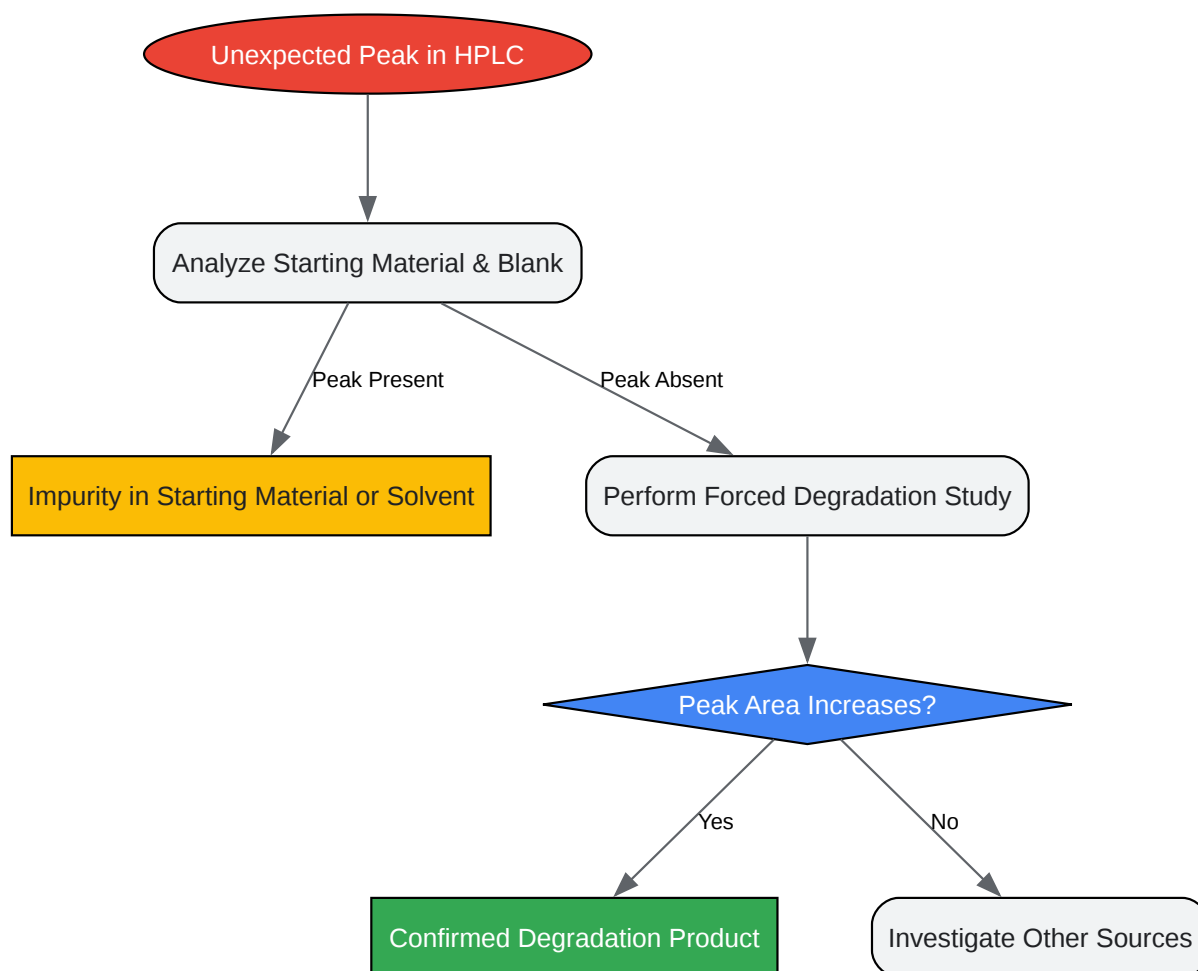 Unexpected Peak in HPLC
Analyze Starting Material & Blank
Peak Present
Peak Absent
Impurity in Starting Material or Solvent
Perform Forced Degradation Study
Peak Area Increases?
Yes
No
Confirmed Degradation Product
Investigate Other Sources